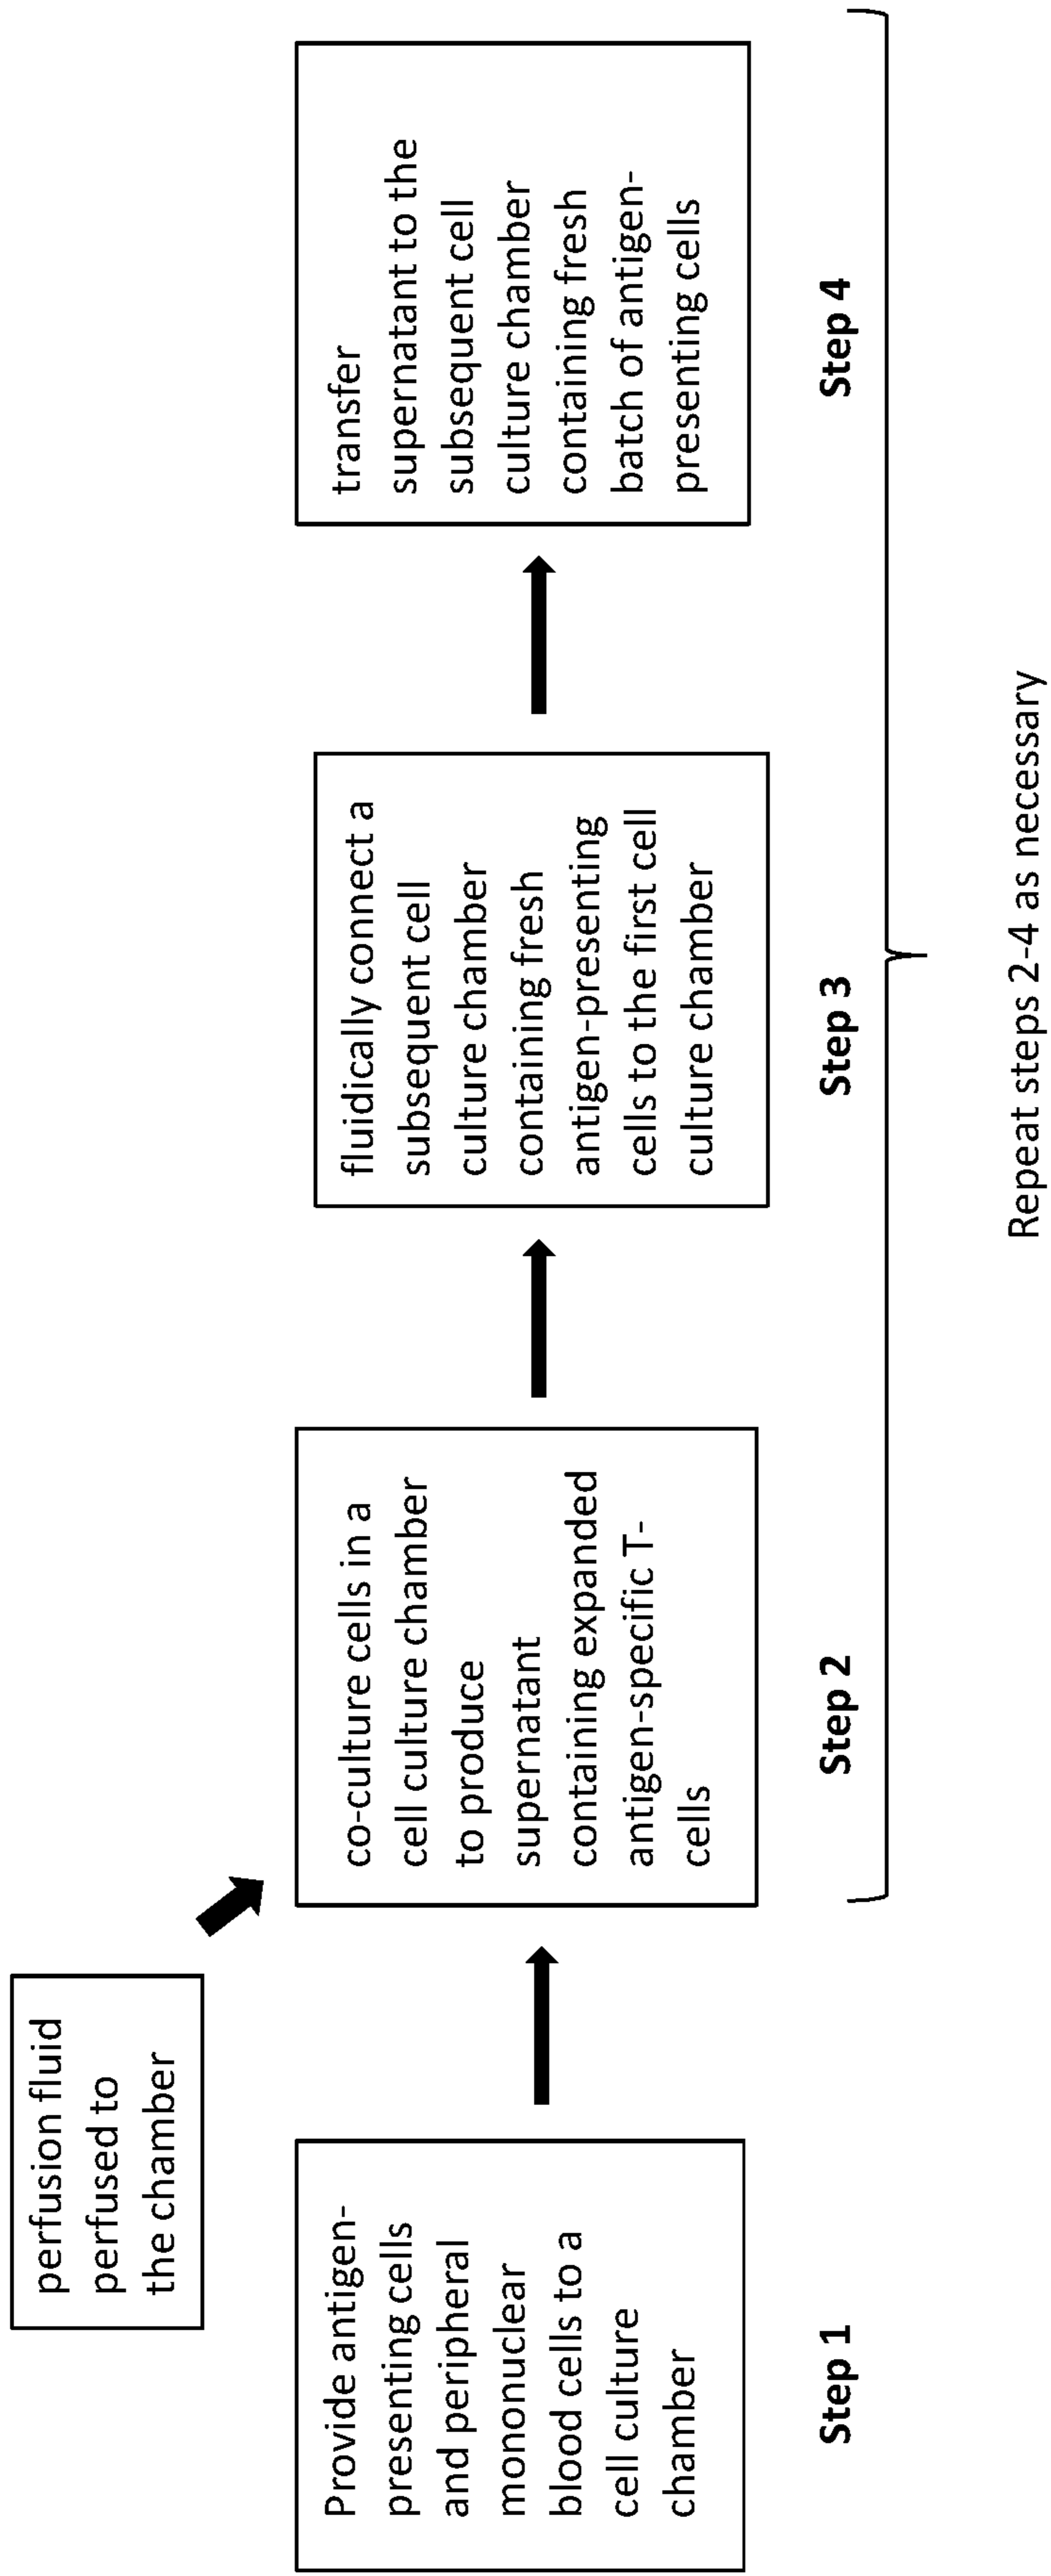 perfusion fluid
perfused to
the chamber
Provide antigen-
presenting cells
and peripheral
mononuclear
blood cells to a
cell culture
chamber
Step 1
co-culture cells in a
cell culture chamber
to produce
supernatant
containing expanded
antigen-specific T-
cells
Step 2
fluidically connect a
subsequent cell
culture chamber
containing fresh
antigen-presenting
cells to the first cell
culture chamber
Step 3
transfer
supernatant to the
subsequent cell
culture chamber
containing fresh
batch of antigen-
presenting cells
Step 4
Repeat steps 2-4 as necessary